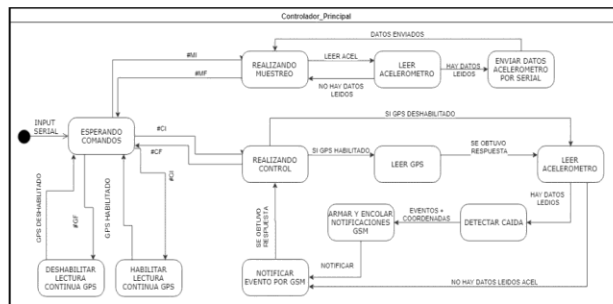 Controlador_Principal
DATOS ENVIADOS
#MI
#MF
REALIZANDO
MUESTREO
LEER ACEL
NO HAY DATOS
LEIDOS
LEER
ACELEROMETRO
HAY DATOS
LEIDOS
ENVIAR DATOS
ACELEROMETRO
POR SERIAL
INPUT
SERIAL
ESPERANDO
COMANDOS
#CI
#CF
SI GPS DESHABILITADO
REALIZANDO
CONTROL
SI GPS HABILITADO
LEER GPS
SE OBTUVO
RESPUESTA
LEER
ACELEROMETRO
GPS DESHABILITADO
#GF
GPS HABILITADO
#GI
SE OBTUVO
RESPUESTA
ARMAR Y ENCOLAR
NOTIFICACIONES
GSM
EVENTOS +
COORDENADAS
DETECTAR CAIDA
HAY DATOS
LEDIOS
DESHABILITAR
LECTURA
CONTINUA GPS
HABILITAR
LECTURA
CONTINUA GPS
NOTIFICAR
EVENTO POR GSM
NOTIFICAR
NO HAY DATOS LEIDOS ACEL